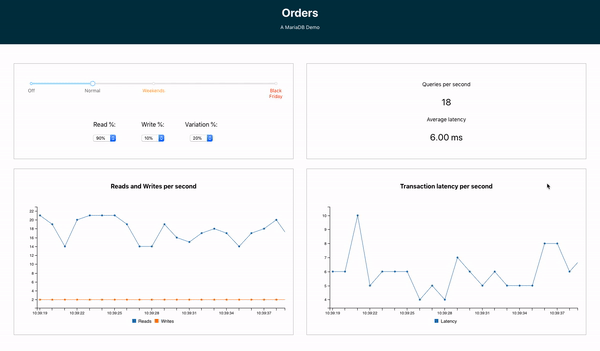 Orders
A MariaDB Demo
Off
Normal
Weekends
Black
Friday
Read %:
Write %:
Variation %:
90%
10%
20%
Queries per second
18
Average latency
6.00 ms
Reads and Writes per second
22
20
18
16
14
12
10
8
6
4
2
10:39:19
10:39:22
10:39:25
10:39:28
10:39:31
10:39:34
10:39:37
Reads
Writes
Transaction latency per second
10
9
8
7
6
5
4
10:39:19
10:39:22
10:39:25
10:39:28
10:39:31
10:39:34
10:39:37
Latency